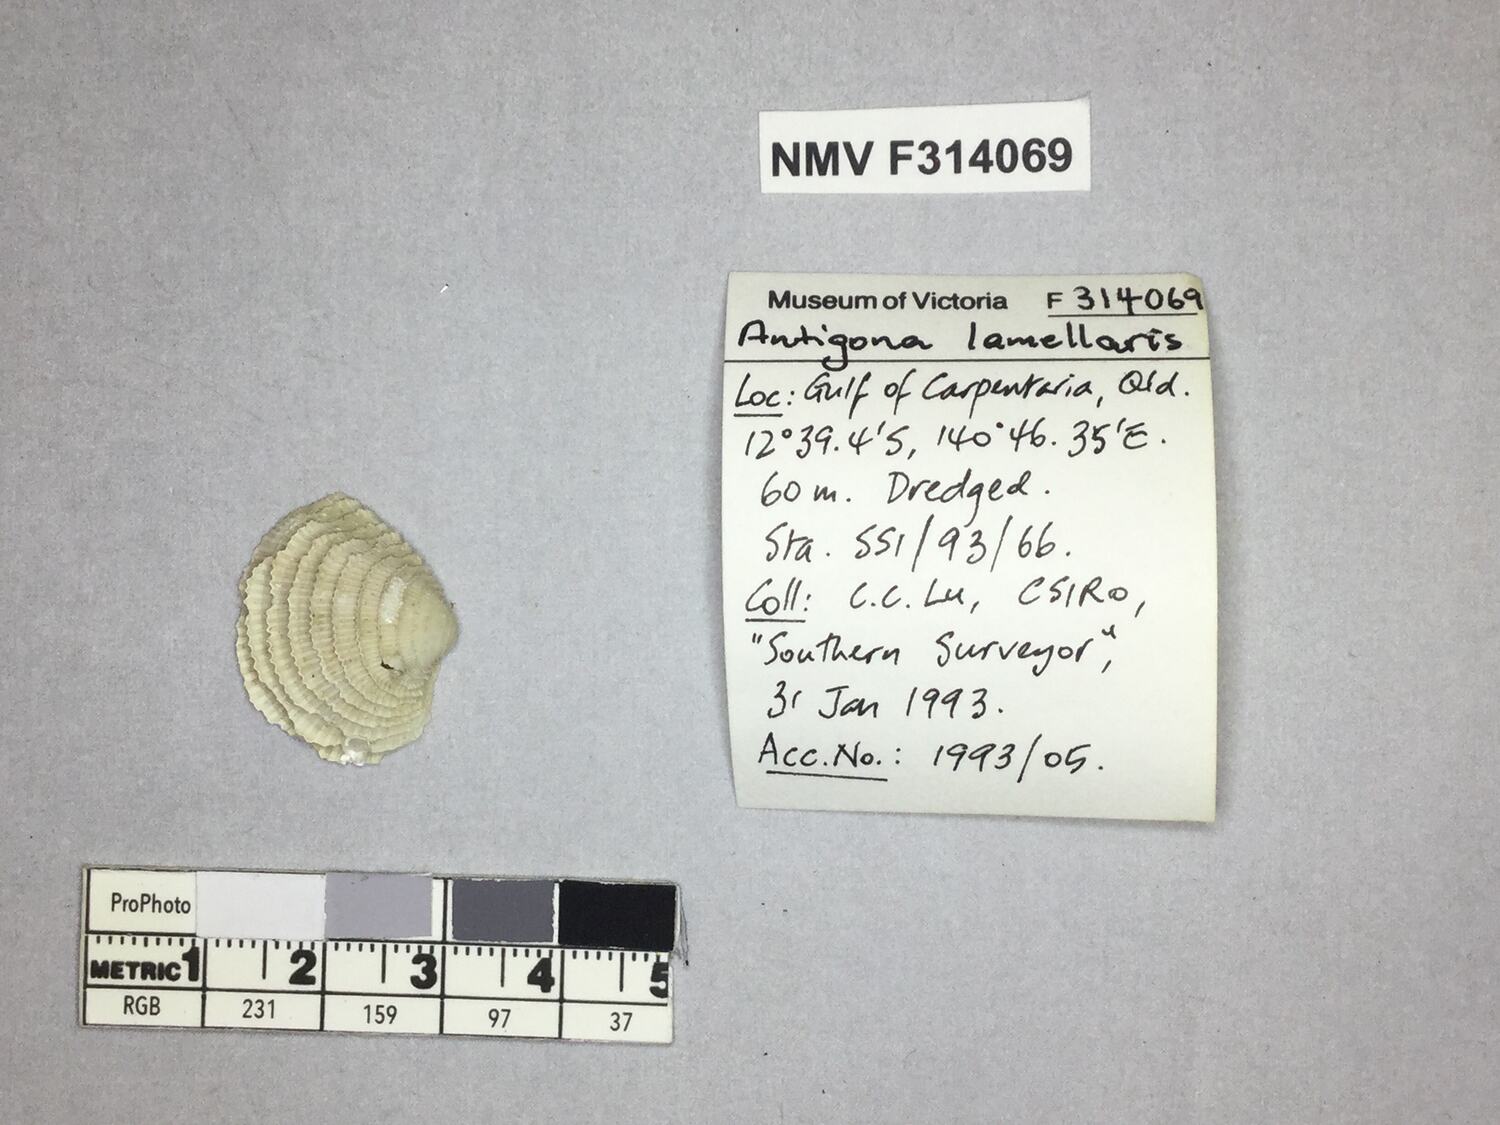 NMV F314069
Museum of Victoria F 314069
Antigona lamellaris
Loc: Gulf of Carpentaria, Qld.
12°39.4'S, 140°46.35'E.
60 m. Dredged.
Sta. SS1/93/66.
Coll: C.C. Lu, CSIRO,
"Southern Surveyor",
31 Jan 1993.
Acc.No.: 1993/05.
ProPhoto
METRIC 1 2 3 4 5
RGB 231 159 97 37